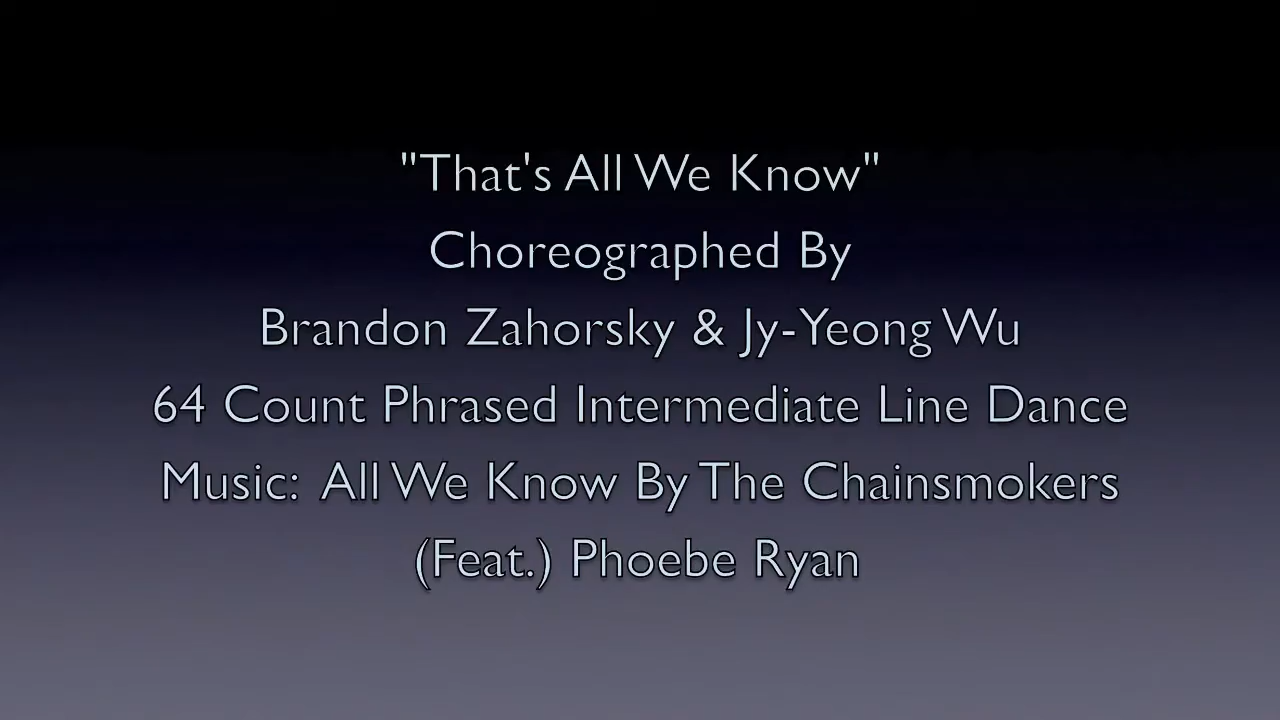 "That's All We Know"
Choreographed By
Brandon Zahorsky & Jy-Yeong Wu
64 Count Phrased Intermediate Line Dance
Music:  All We Know By The Chainsmokers
(Feat.) Phoebe Ryan